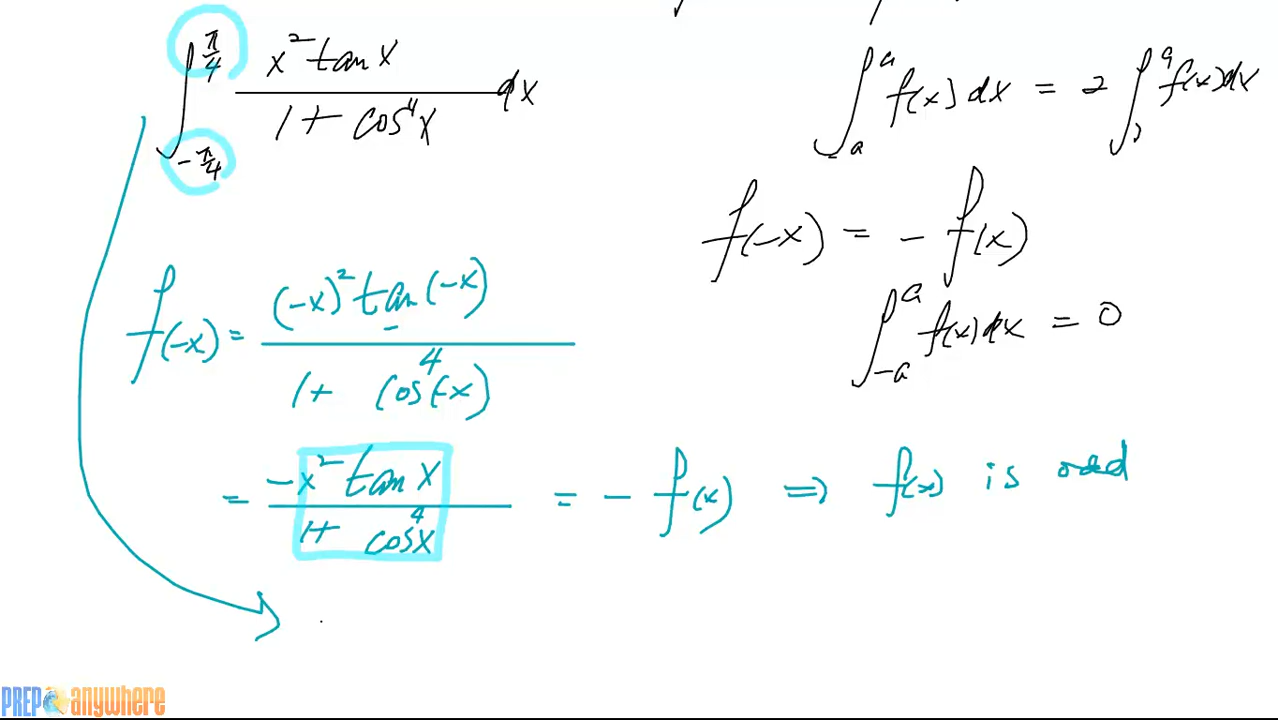 ∫_{-π/4}^{π/4} x² tan x / (1 + cos⁴x) dx
∫_{-a}^{a} f(x) dx = 2 ∫_{0}^{a} f(x) dx
f(-x) = - f(x)
∫_{-a}^{a} f(x) dx = 0
f(-x) = (-x)² tan(-x) / (1 + cos⁴(-x))
= -x² tan x / (1 + cos⁴x) = - f(x) ⇒ f(x) is odd
PREP anywhere